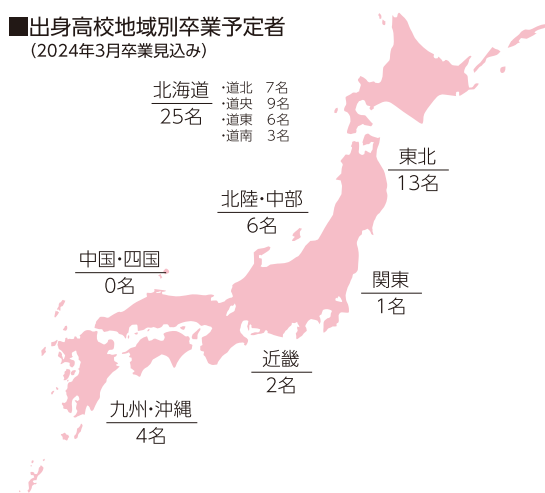 ■出身高校地域別卒業予定者
（2024年3月卒業見込み）
北海道
25名
・道北 7名
・道央 9名
・道東 6名
・道南 3名
東北
13名
北陸・中部
6名
中国・四国
0名
関東
1名
近畿
2名
九州・沖縄
4名